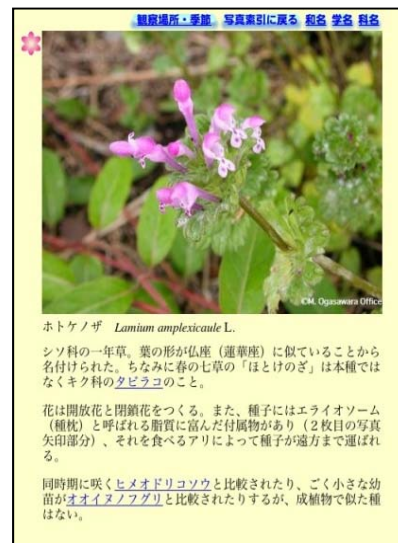 観察場所・季節 写真索引に戻る 和名 学名 科名
©M. Ogasawara Office
ホトケノザ Lamium amplexicaule L.
シソ科の一年草。葉の形が仏座（蓮華座）に似ていることから
名付けられた。ちなみに春の七草の「ほとけのざ」は本種では
なくキク科のタビラコのこと。
花は開放花と閉鎖花をつくる。また、種子にはエライオソーム
（種枕）と呼ばれる脂質に富んだ付属物があり（２枚目の写真
矢印部分）、それを食べるアリによって種子が遠方まで運ばれ
る。
同時期に咲くヒメオドリコソウと比較されたり、ごく小さな幼
苗がオオイヌノフグリと比較されたりするが、成植物で似た種
はない。